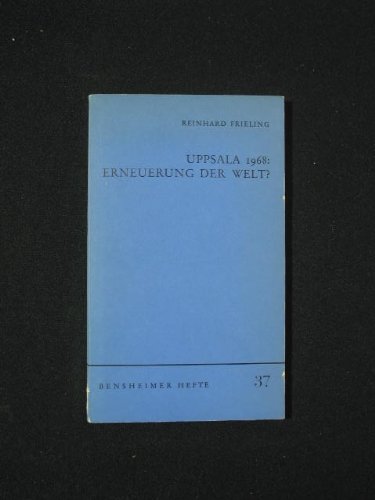 REINHARD FRIELING
UPPSALA 1968:
ERNEUERUNG DER WELT?
BENSHEIMER HEFTE 37